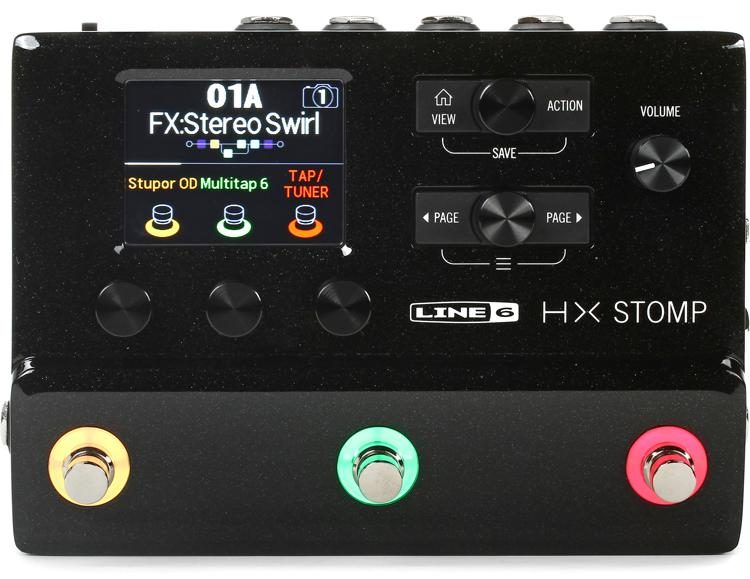 01A
1
FX:Stereo Swirl
Stupor OD Multitap 6 TAP/
TUNER
VIEW
ACTION
SAVE
VOLUME
◀ PAGE PAGE ▶
LINE 6 HX STOMP